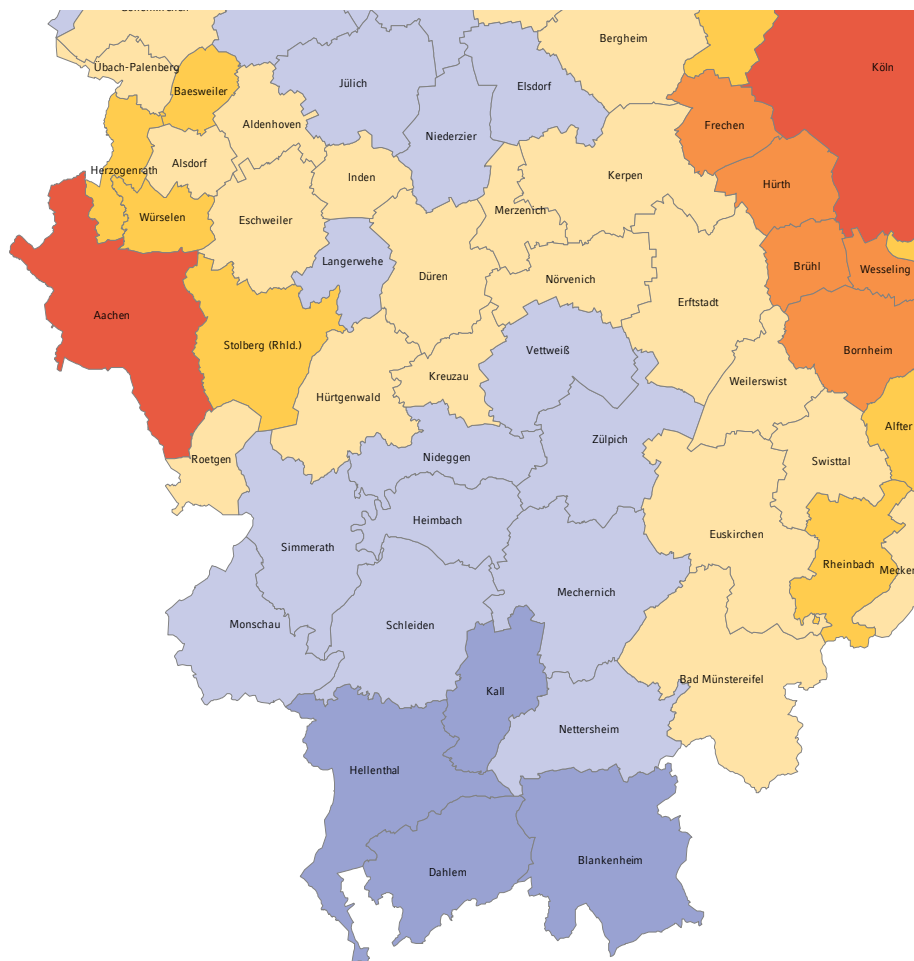 Bergheim
Köln
Übach-Palenberg
Jülich
Elsdorf
Baesweiler
Aldenhoven
Frechen
Niederzier
Alsdorf
Herzogenrath
Inden
Kerpen
Hürth
Merzenich
Würselen
Eschweiler
Langerwehe
Düren
Nörvenich
Brühl
Wesseling
Erftstadt
Aachen
Stolberg (Rhld.)
Vettweiß
Bornheim
Kreuzau
Weilerswist
Hürtgenwald
Alfter
Zülpich
Roetgen
Nideggen
Swisttal
Heimbach
Euskirchen
Simmerath
Rheinbach
Mecken
Mechernich
Monschau
Schleiden
Bad Münstereifel
Kall
Nettersheim
Hellenthal
Blankenheim
Dahlem